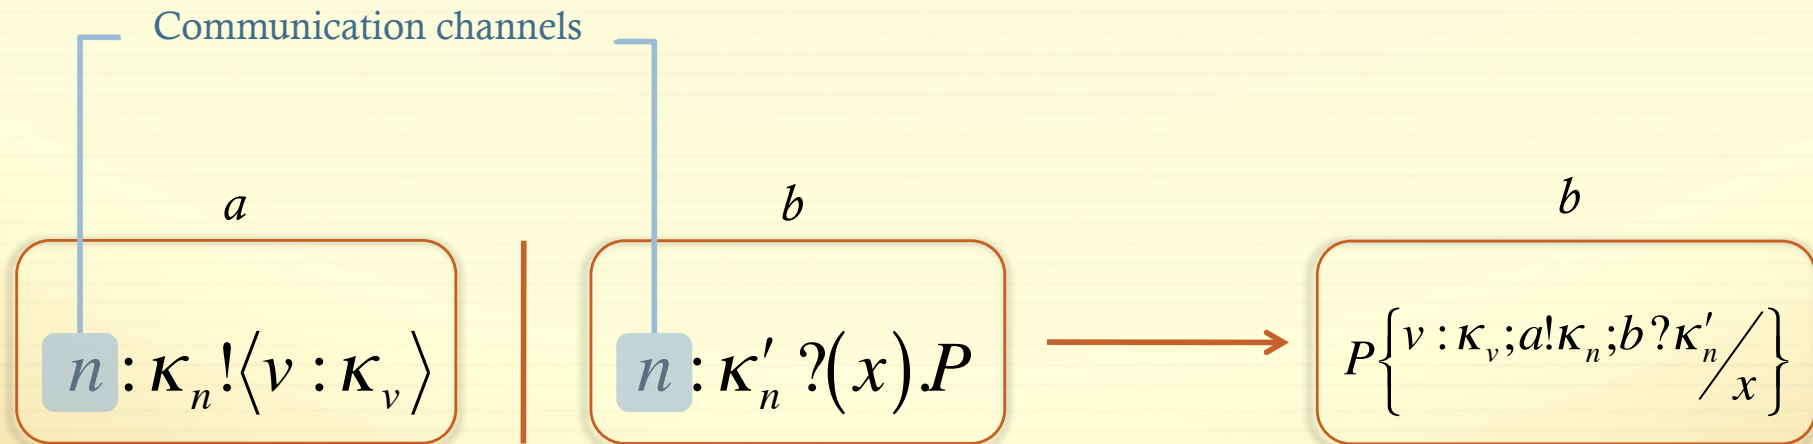 Communication channels
a
b
b
n : κₙ!⟨v : κᵥ⟩
n : κ′ₙ ?(x).P
P{v : κᵥ;a!κₙ;b?κ′ₙ/x}